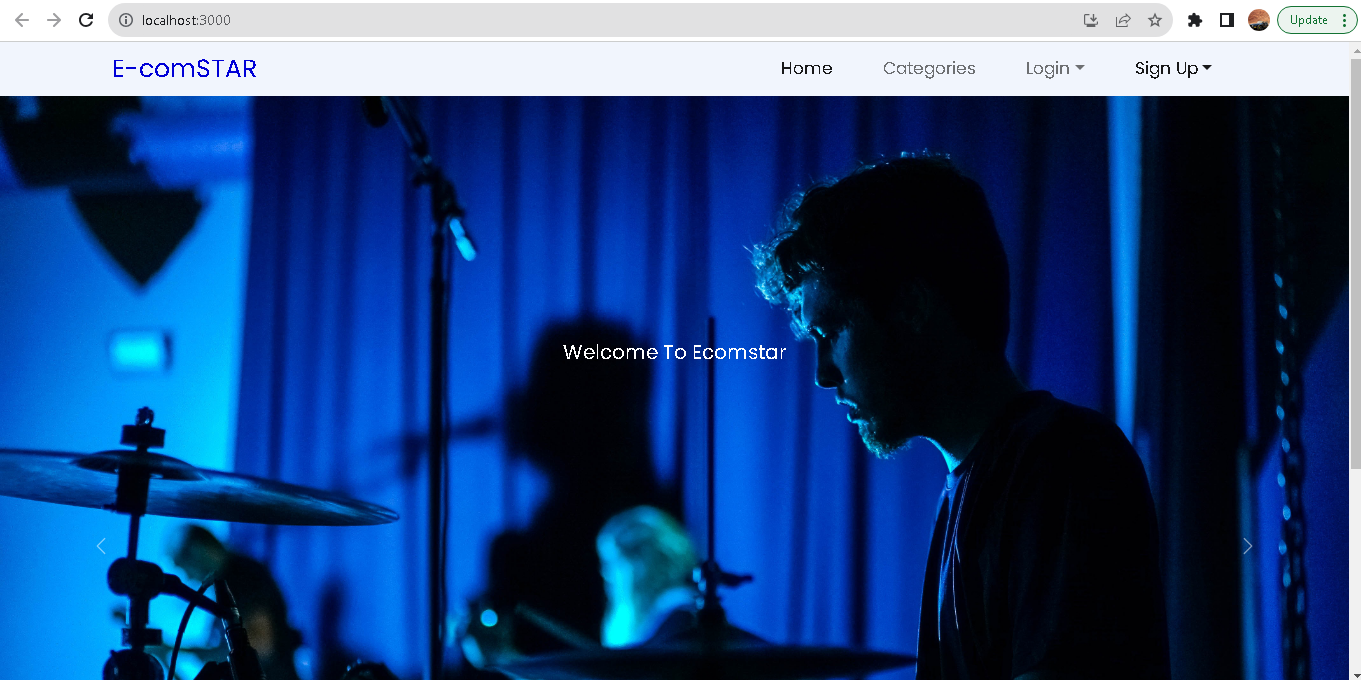 localhost:3000
Update
E-comSTAR
Home Categories Login Sign Up
Welcome To Ecomstar